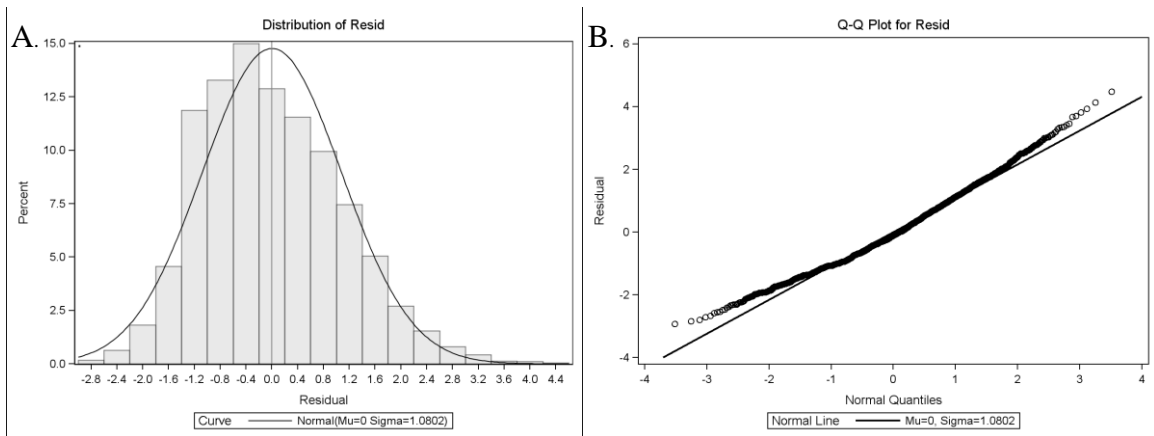 A.
Distribution of Resid
15.0
12.5
10.0
7.5
5.0
2.5
0.0
Percent
-2.8 -2.4 -2.0 -1.6 -1.2 -0.8 -0.4 0.0 0.4 0.8 1.2 1.6 2.0 2.4 2.8 3.2 3.6 4.0 4.4
Residual
Curve Normal(Mu=0 Sigma=1.0802)
B.
Q-Q Plot for Resid
6
4
2
0
-2
-4
Residual
-4 -3 -2 -1 0 1 2 3 4
Normal Quantiles
Normal Line Mu=0, Sigma=1.0802